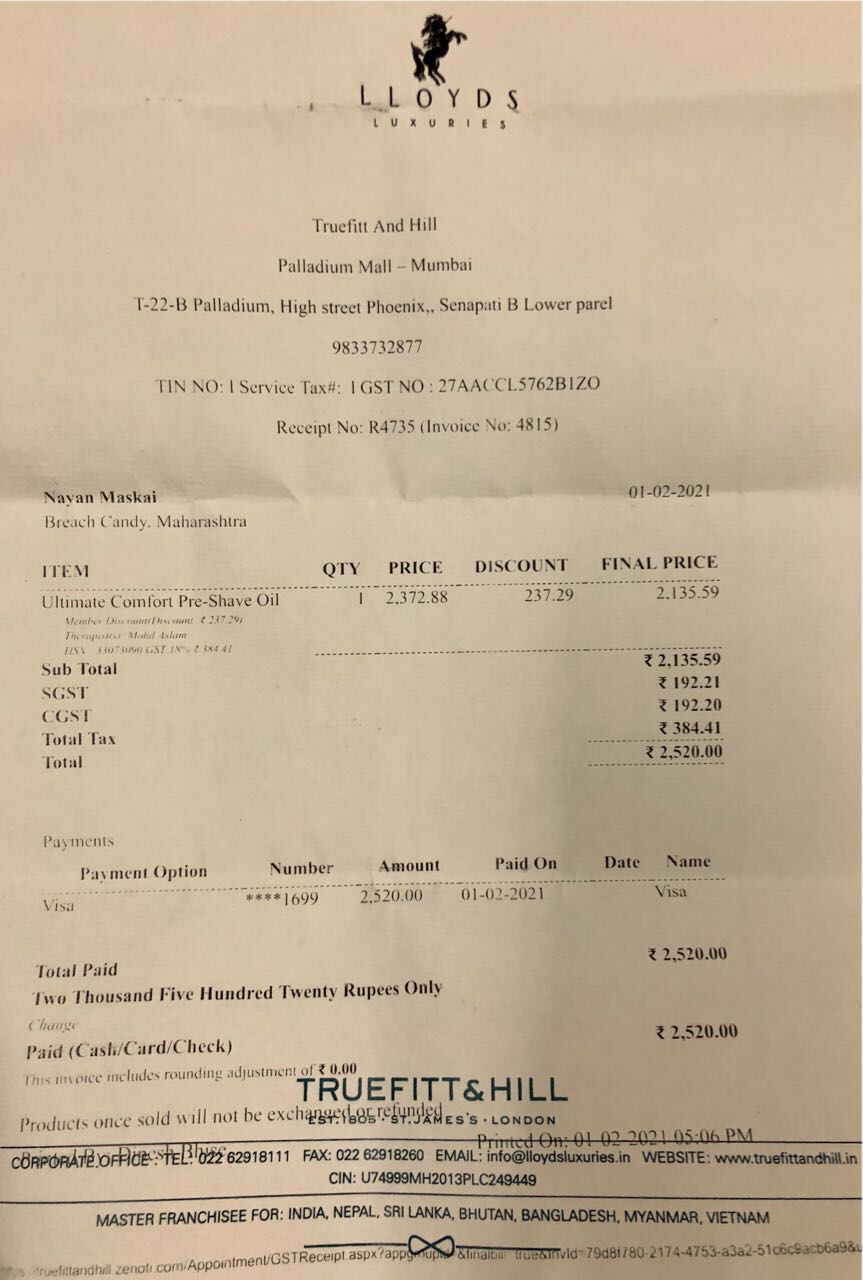 LLOYDS
LUXURIES
Truefitt And Hill
Palladium Mall – Mumbai
T-22-B Palladium, High street Phoenix,, Senapati B Lower parel
9833732877
TIN NO: | Service Tax#: | GST NO : 27AACCL5762B1ZO
Receipt No: R4735 (Invoice No: 4815)
Nayan Maskai 01-02-2021
Breach Candy, Maharashtra
ITEM QTY PRICE DISCOUNT FINAL PRICE
Ultimate Comfort Pre-Shave Oil 1 2,372.88 237.29 2,135.59
Member Discount(Discount ₹ 237.29)
Therapist(s) Mohd Aslam
HSN 33073090 GST 18% ₹ 384.41
Sub Total ₹ 2,135.59
SGST ₹ 192.21
CGST ₹ 192.20
Total Tax ₹ 384.41
Total ₹ 2,520.00
Payments
Payment Option Number Amount Paid On Date Name
Visa ****1699 2,520.00 01-02-2021 Visa
Total Paid ₹ 2,520.00
Two Thousand Five Hundred Twenty Rupees Only
Change
Paid (Cash/Card/Check) ₹ 2,520.00
This invoice includes rounding adjustment of ₹ 0.00
TRUEFITT & HILL
Products once sold will not be exchanged or refunded
EST. 1805 · ST. JAMES'S · LONDON
Printed By: Dinesh Printed On: 01-02-2021 05:06 PM
CORPORATE OFFICE : TEL: 022 62918111 FAX: 022 62918260 EMAIL: info@lloydsluxuries.in WEBSITE: www.truefittandhill.in
CIN: U74999MH2013PLC249449
MASTER FRANCHISEE FOR: INDIA, NEPAL, SRI LANKA, BHUTAN, BANGLADESH, MYANMAR, VIETNAM
truefittandhill.zenoti.com/Appointment/GSTReceipt.aspx?appgroupid= true&invId=79d8f780-2174-4753-a3a2-51c6c9acb6a9&